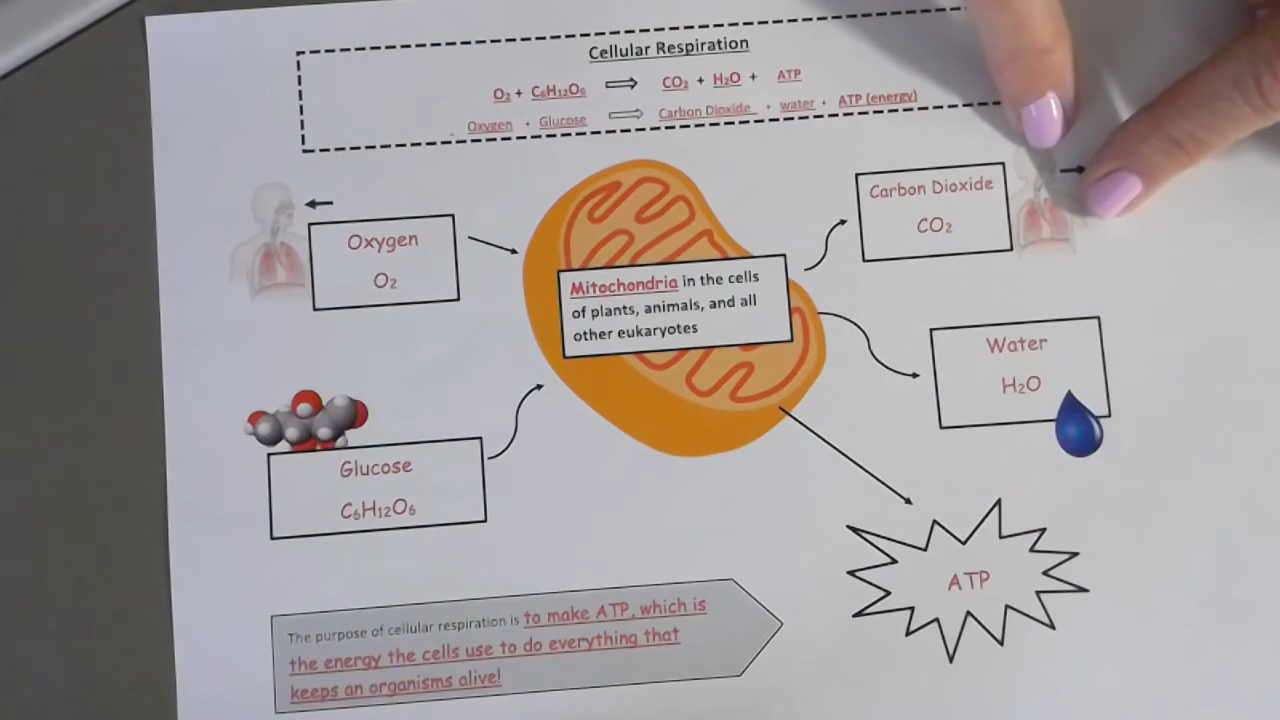 Cellular Respiration
O₂ + C₆H₁₂O₆ ⟹ CO₂ + H₂O + ATP
Oxygen + Glucose ⟹ Carbon Dioxide + water + ATP (energy)
Oxygen
O₂
Carbon Dioxide
CO₂
Mitochondria in the cells
of plants, animals, and all
other eukaryotes
Water
H₂O
Glucose
C₆H₁₂O₆
ATP
The purpose of cellular respiration is to make ATP, which is
the energy the cells use to do everything that
keeps an organisms alive!